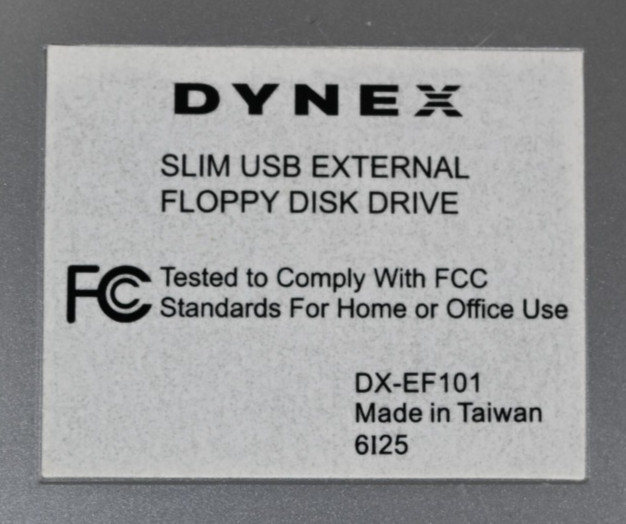 DYNEX
SLIM USB EXTERNAL
FLOPPY DISK DRIVE
FC Tested to Comply With FCC
Standards For Home or Office Use
DX-EF101
Made in Taiwan
6I25